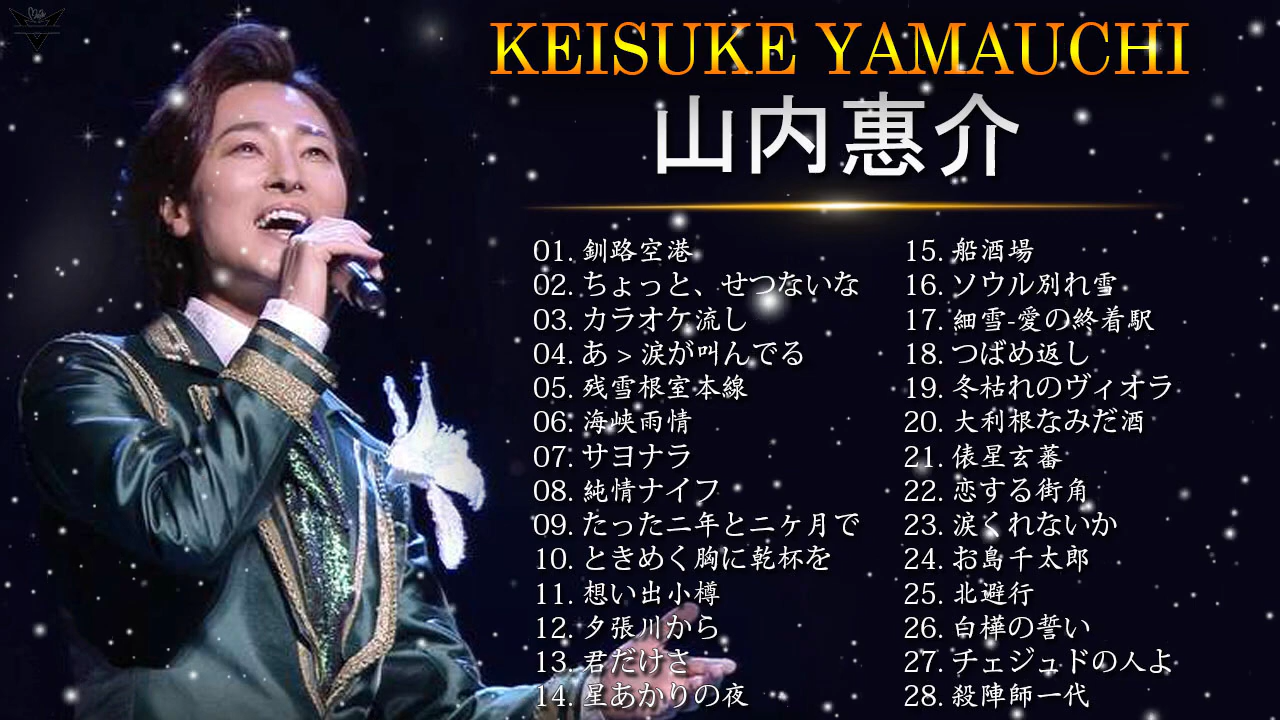 KEISUKE YAMAUCHI
山内惠介
01. 釧路空港
02. ちょっと、せつないな
03. カラオケ流し
04. あ > 涙が叫んでる
05. 残雪根室本線
06. 海峡雨情
07. サヨナラ
08. 純情ナイフ
09. たった二年と二ヶ月で
10. ときめく胸に乾杯を
11. 想い出小樽
12. 夕張川から
13. 君だけさ
14. 星あかりの夜
15. 船酒場
16. ソウル別れ雪
17. 細雪-愛の終着駅
18. つばめ返し
19. 冬枯れのヴィオラ
20. 大利根なみだ酒
21. 俵星玄蕃
22. 恋する街角
23. 涙くれないか
24. お島千太郎
25. 北避行
26. 白樺の誓い
27. チェジュドの人よ
28. 殺陣師一代